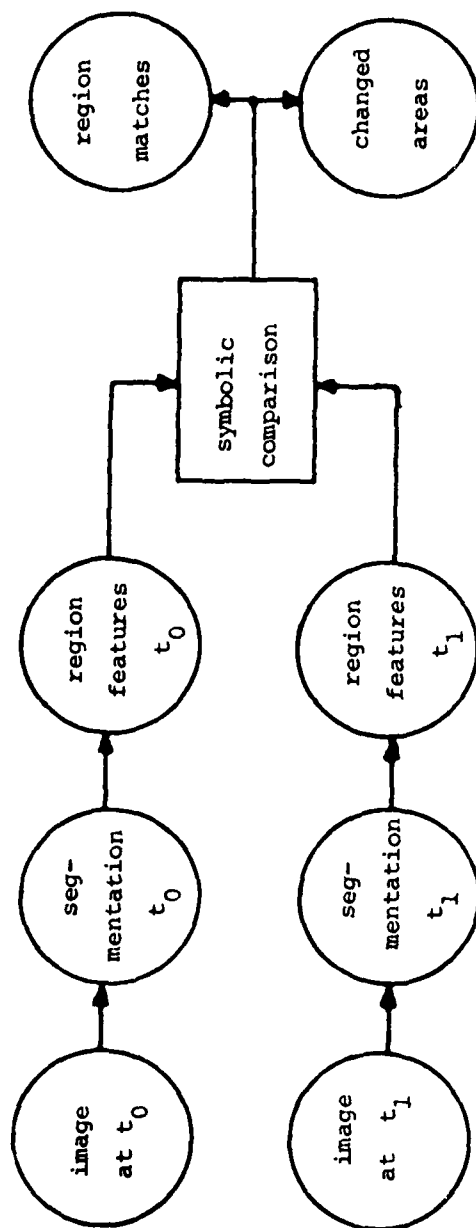 image
at t₀
seg-
mentation
t₀
region
features
t₀
image
at t₁
seg-
mentation
t₁
region
features
t₁
symbolic
comparison
region
matches
changed
areas